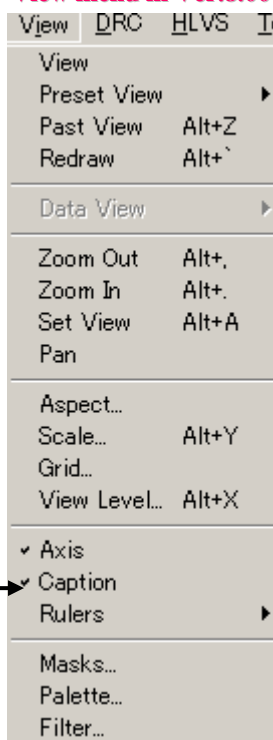 View DRC HLVS
View
Preset View
Past View Alt+Z
Redraw Alt+`
Data View
Zoom Out Alt+,
Zoom In Alt+.
Set View Alt+A
Pan
Aspect...
Scale... Alt+Y
Grid...
View Level... Alt+X
Axis
Caption
Rulers
Masks...
Palette...
Filter...